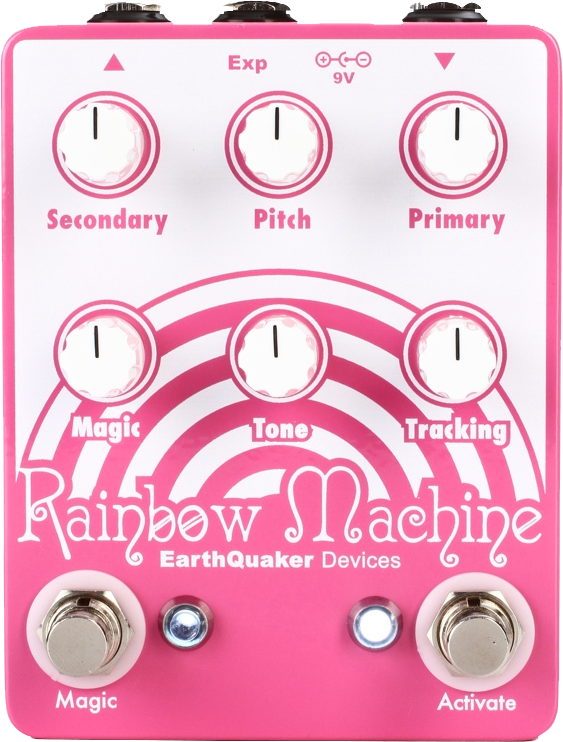 Exp
9V
Secondary Pitch Primary
Magic Tone Tracking
Rainbow Machine
EarthQuaker Devices
Magic Activate